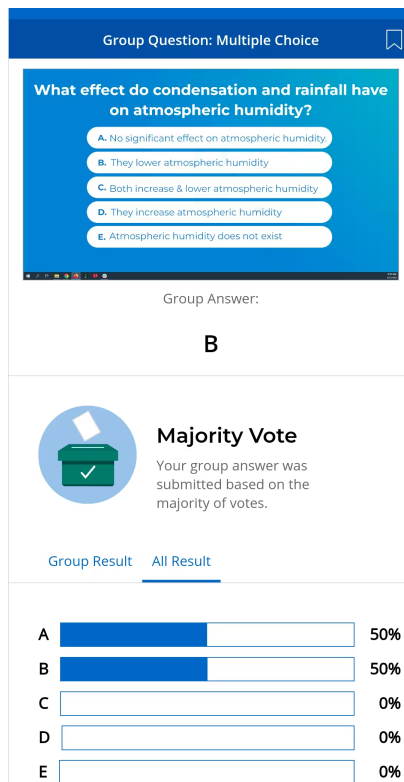 Group Question: Multiple Choice
What effect do condensation and rainfall have
on atmospheric humidity?
A. No significant effect on atmospheric humidity.
B. They lower atmospheric humidity
C. Both increase & lower atmospheric humidity
D. They increase atmospheric humidity
E. Atmospheric humidity does not exist
Group Answer:
B
Majority Vote
Your group answer was
submitted based on the
majority of votes.
Group Result All Result
A 50%
B 50%
C 0%
D 0%
E 0%